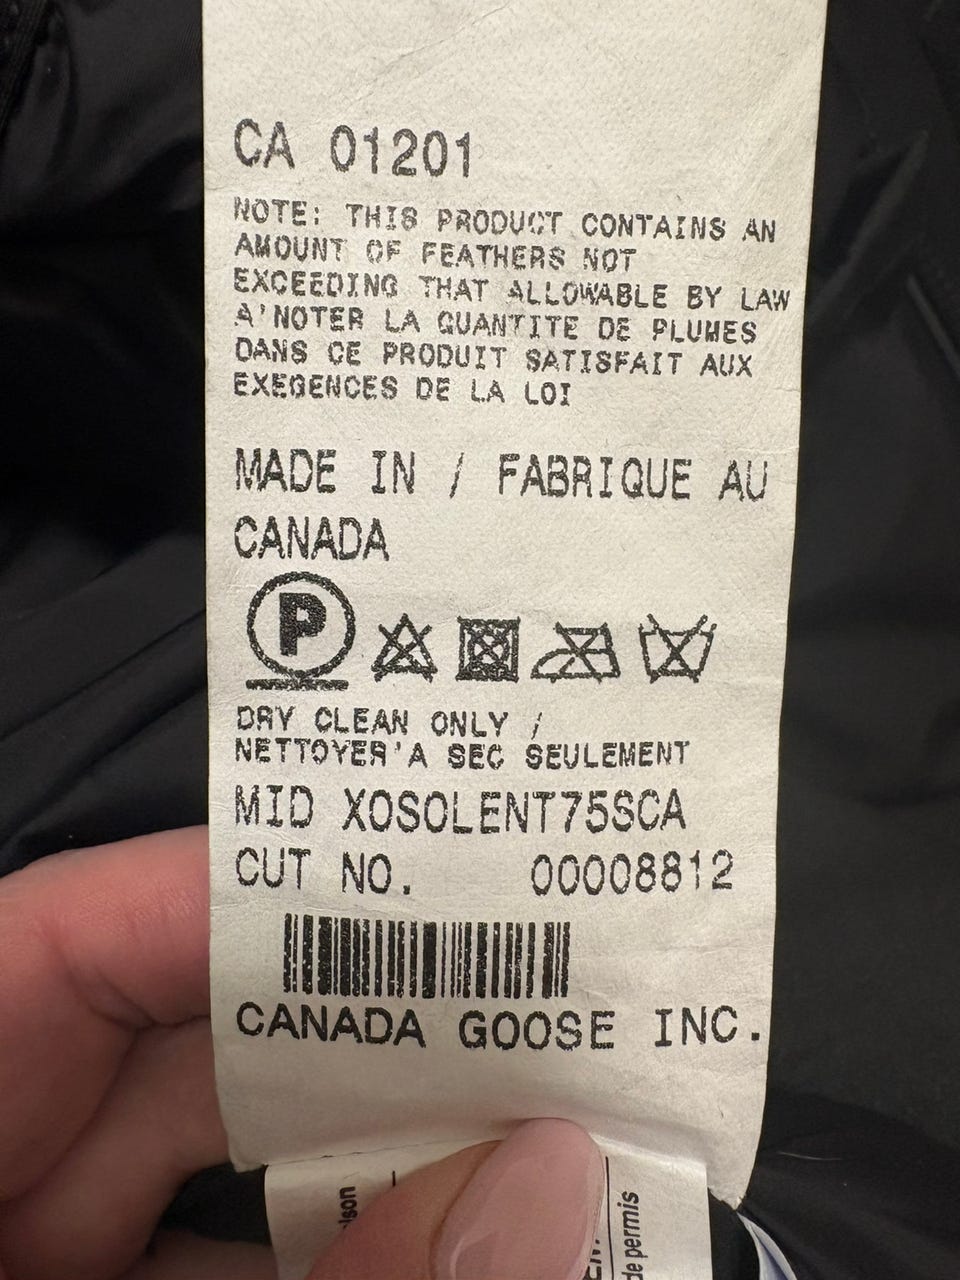 CA 01201
NOTE: THIS PRODUCT CONTAINS AN
AMOUNT OF FEATHERS NOT
EXCEEDING THAT ALLOWABLE BY LAW
A'NOTER LA QUANTITE DE PLUMES
DANS CE PRODUIT SATISFAIT AUX
EXEGENCES DE LA LOI
MADE IN / FABRIQUE AU
CANADA
P
DRY CLEAN ONLY /
NETTOYER'A SEC SEULEMENT
MID XOSOLENT75SCA
CUT NO. 00008812
CANADA GOOSE INC.
de permis